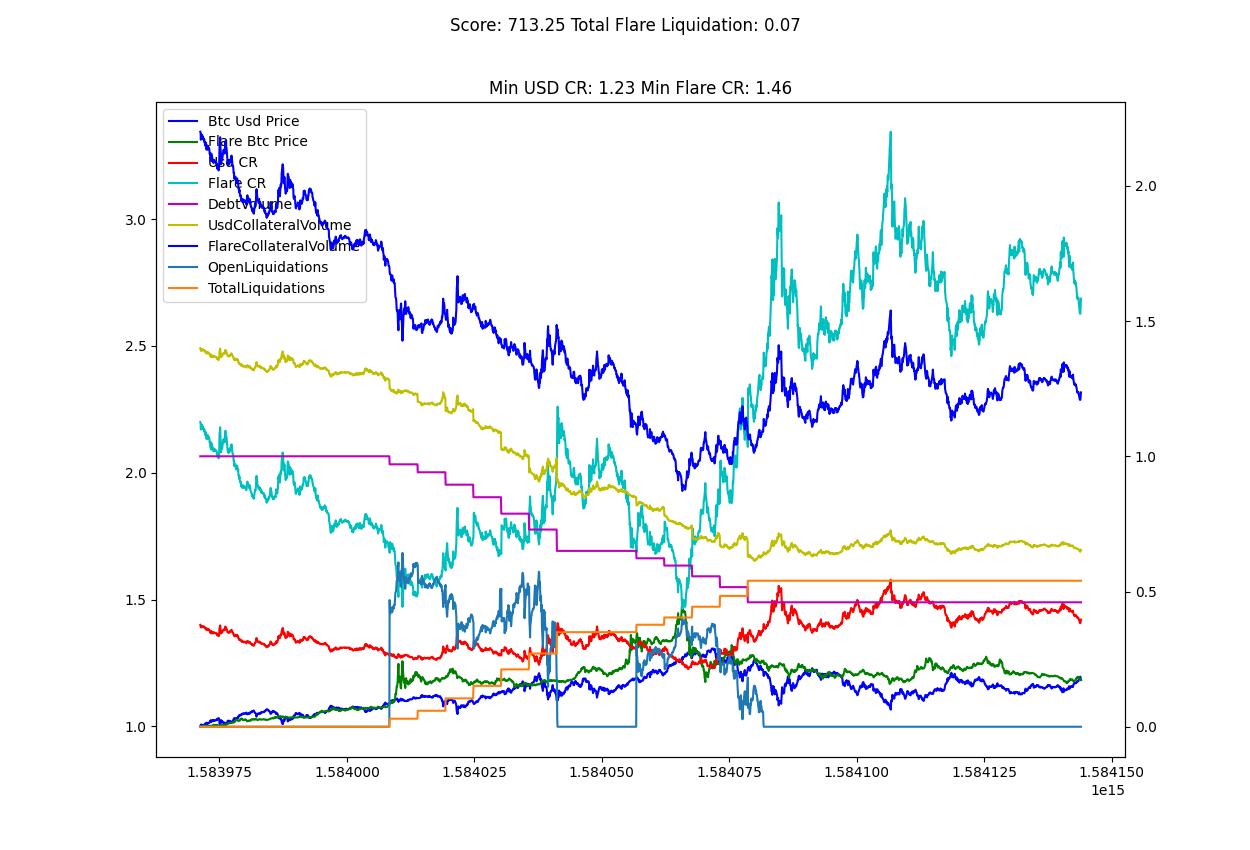 Score: 713.25 Total Flare Liquidation: 0.07
Min USD CR: 1.23 Min Flare CR: 1.46
Btc Usd Price
Flare Btc Price
Usd CR
Flare CR
DebtVolume
UsdCollateralVolume
FlareCollateralVolume
OpenLiquidations
TotalLiquidations
3.0
2.5
2.0
1.5
1.0
2.0
1.5
1.0
0.5
0.0
1.583975
1.584000
1.584025
1.584050
1.584075
1.584100
1.584125
1.584150
1e15